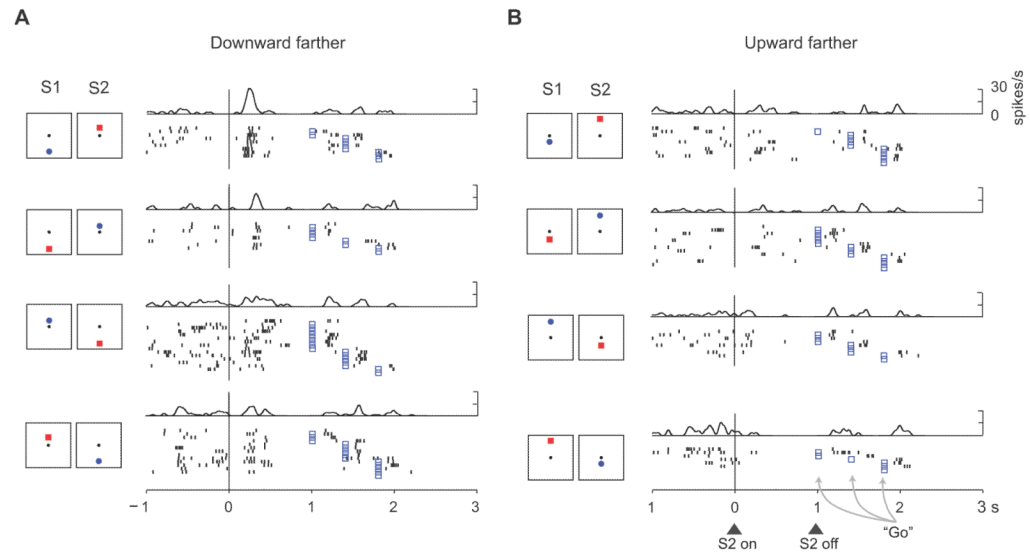 A
Downward farther
S1 S2
−1 0 1 2 3
B
Upward farther
S1 S2
30
0
spikes/s
1 0 1 2 3 s
S2 on
S2 off
“Go”